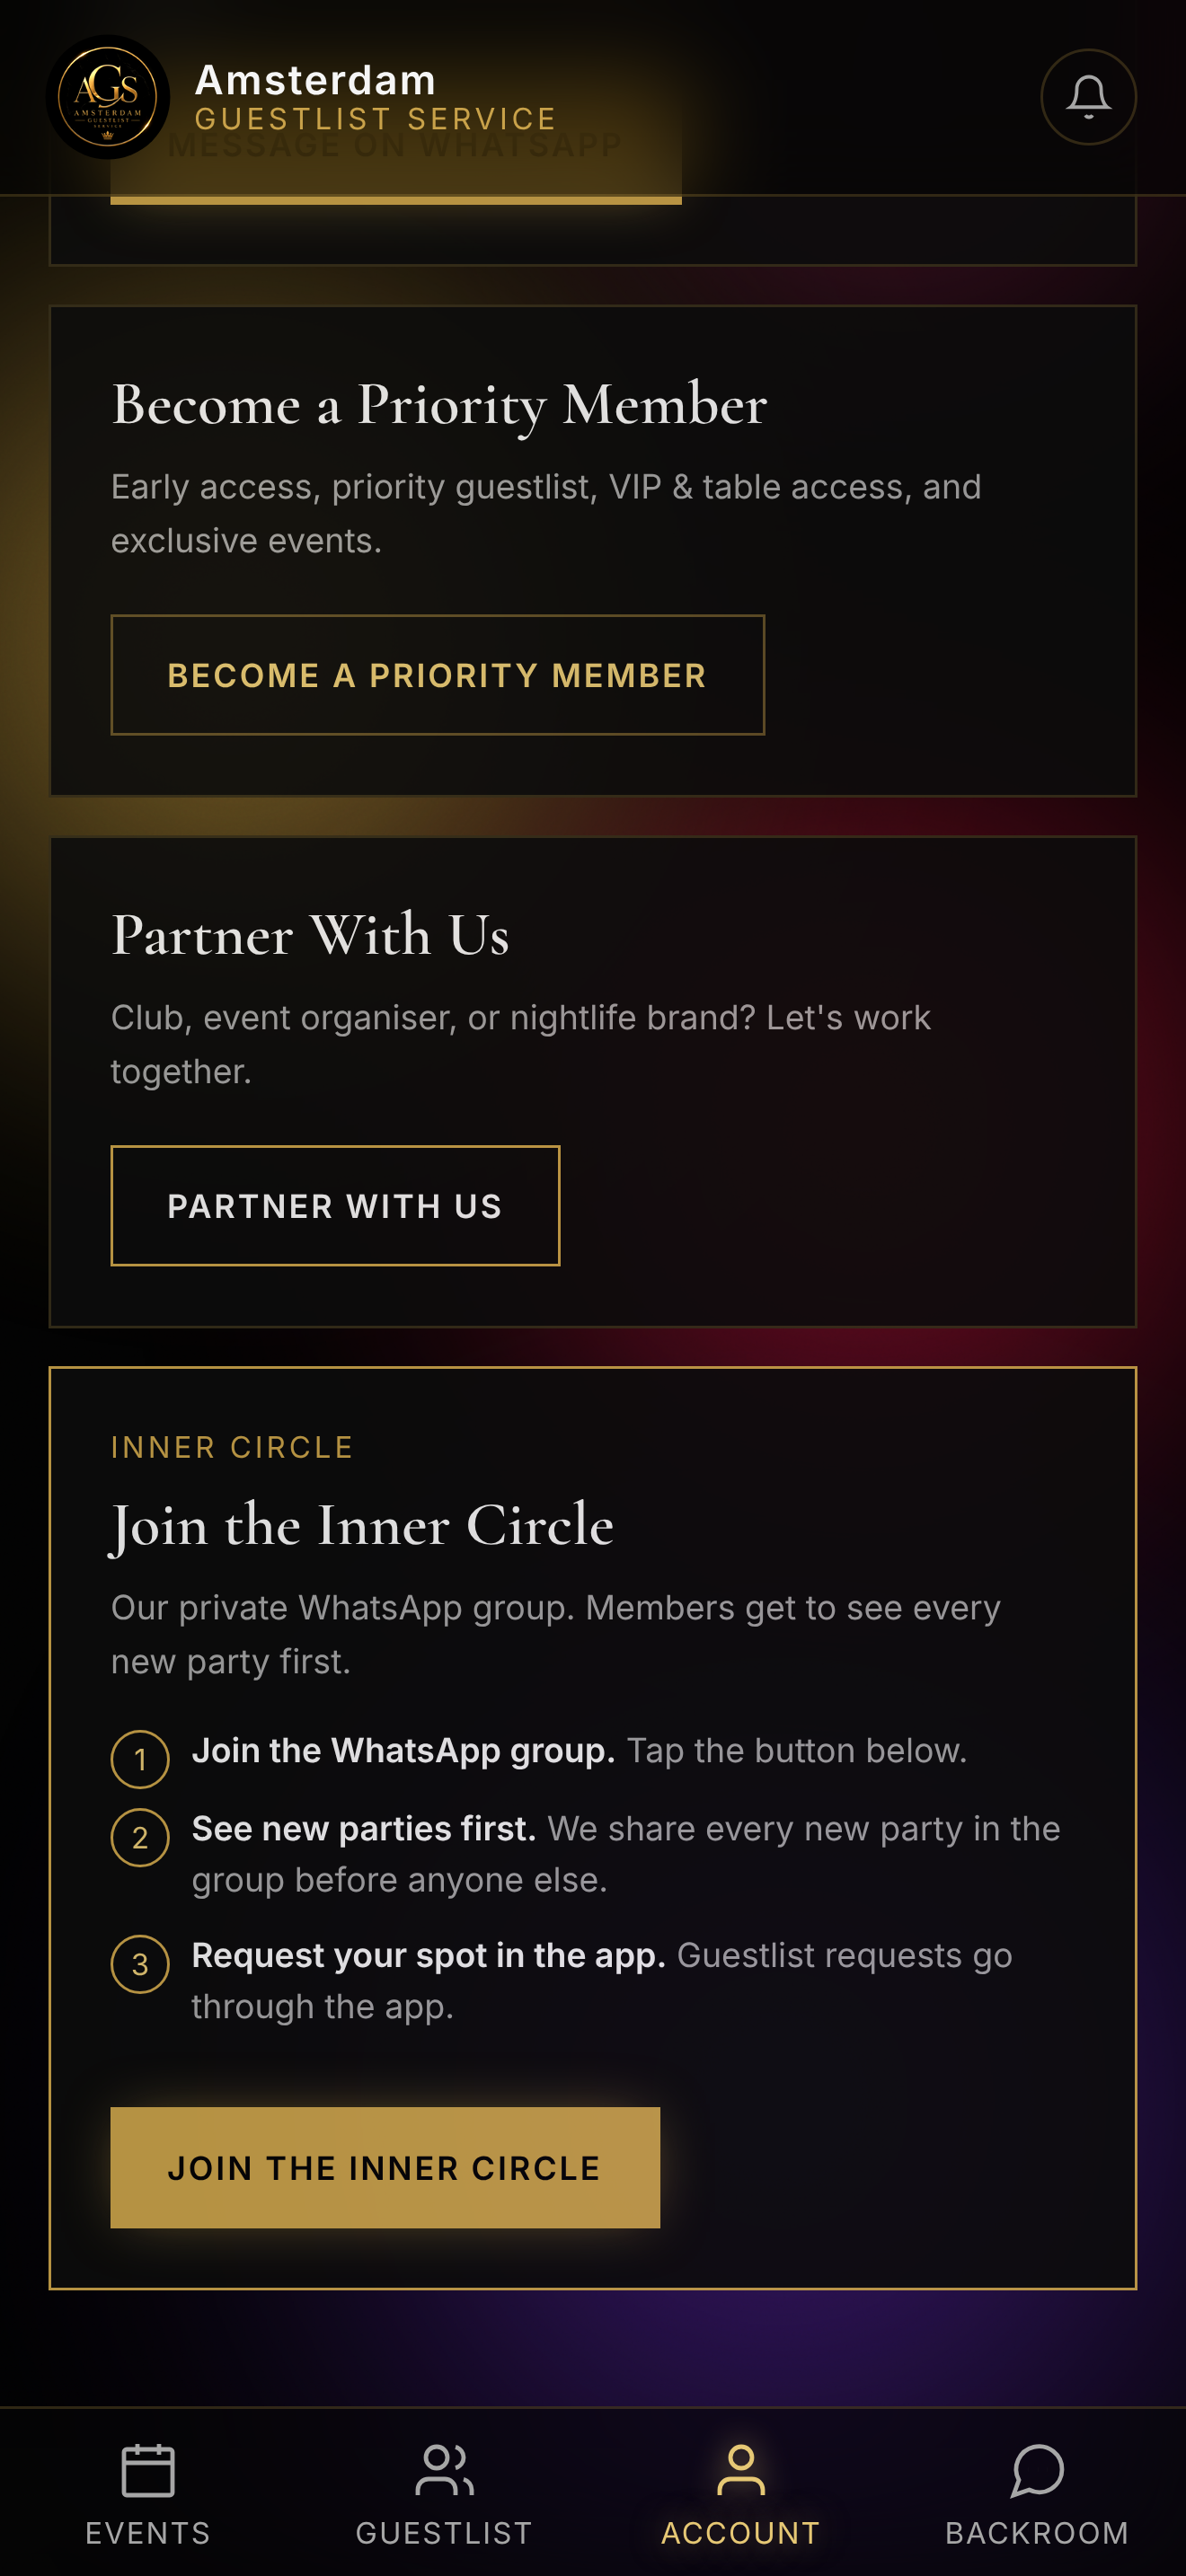 AGS
AMSTERDAM
GUESTLIST
SERVICE
Amsterdam
GUESTLIST SERVICE
MESSAGE ON WHATSAPP
Become a Priority Member
Early access, priority guestlist, VIP & table access, and
exclusive events.
BECOME A PRIORITY MEMBER
Partner With Us
Club, event organiser, or nightlife brand? Let's work
together.
PARTNER WITH US
INNER CIRCLE
Join the Inner Circle
Our private WhatsApp group. Members get to see every
new party first.
1 Join the WhatsApp group. Tap the button below.
2 See new parties first. We share every new party in the
group before anyone else.
3 Request your spot in the app. Guestlist requests go
through the app.
JOIN THE INNER CIRCLE
EVENTS GUESTLIST ACCOUNT BACKROOM